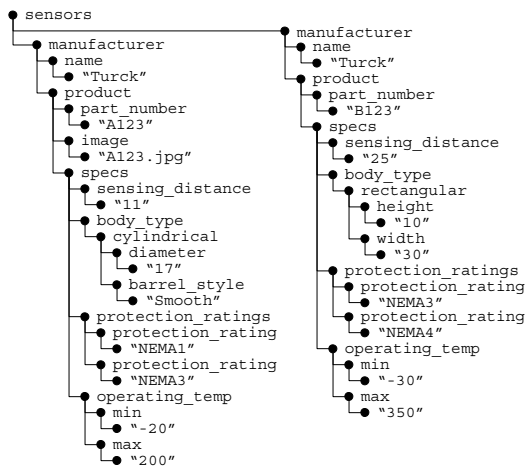 sensors
manufacturer
name
“Turck”
product
part_number
“A123”
image
“A123.jpg”
specs
sensing_distance
“11”
body_type
cylindrical
diameter
“17”
barrel_style
“Smooth”
protection_ratings
protection_rating
“NEMA1”
protection_rating
“NEMA3”
operating_temp
min
“-20”
max
“200”
manufacturer
name
“Turck”
product
part_number
“B123”
specs
sensing_distance
“25”
body_type
rectangular
height
“10”
width
“30”
protection_ratings
protection_rating
“NEMA3”
protection_rating
“NEMA4”
operating_temp
min
“-30”
max
“350”